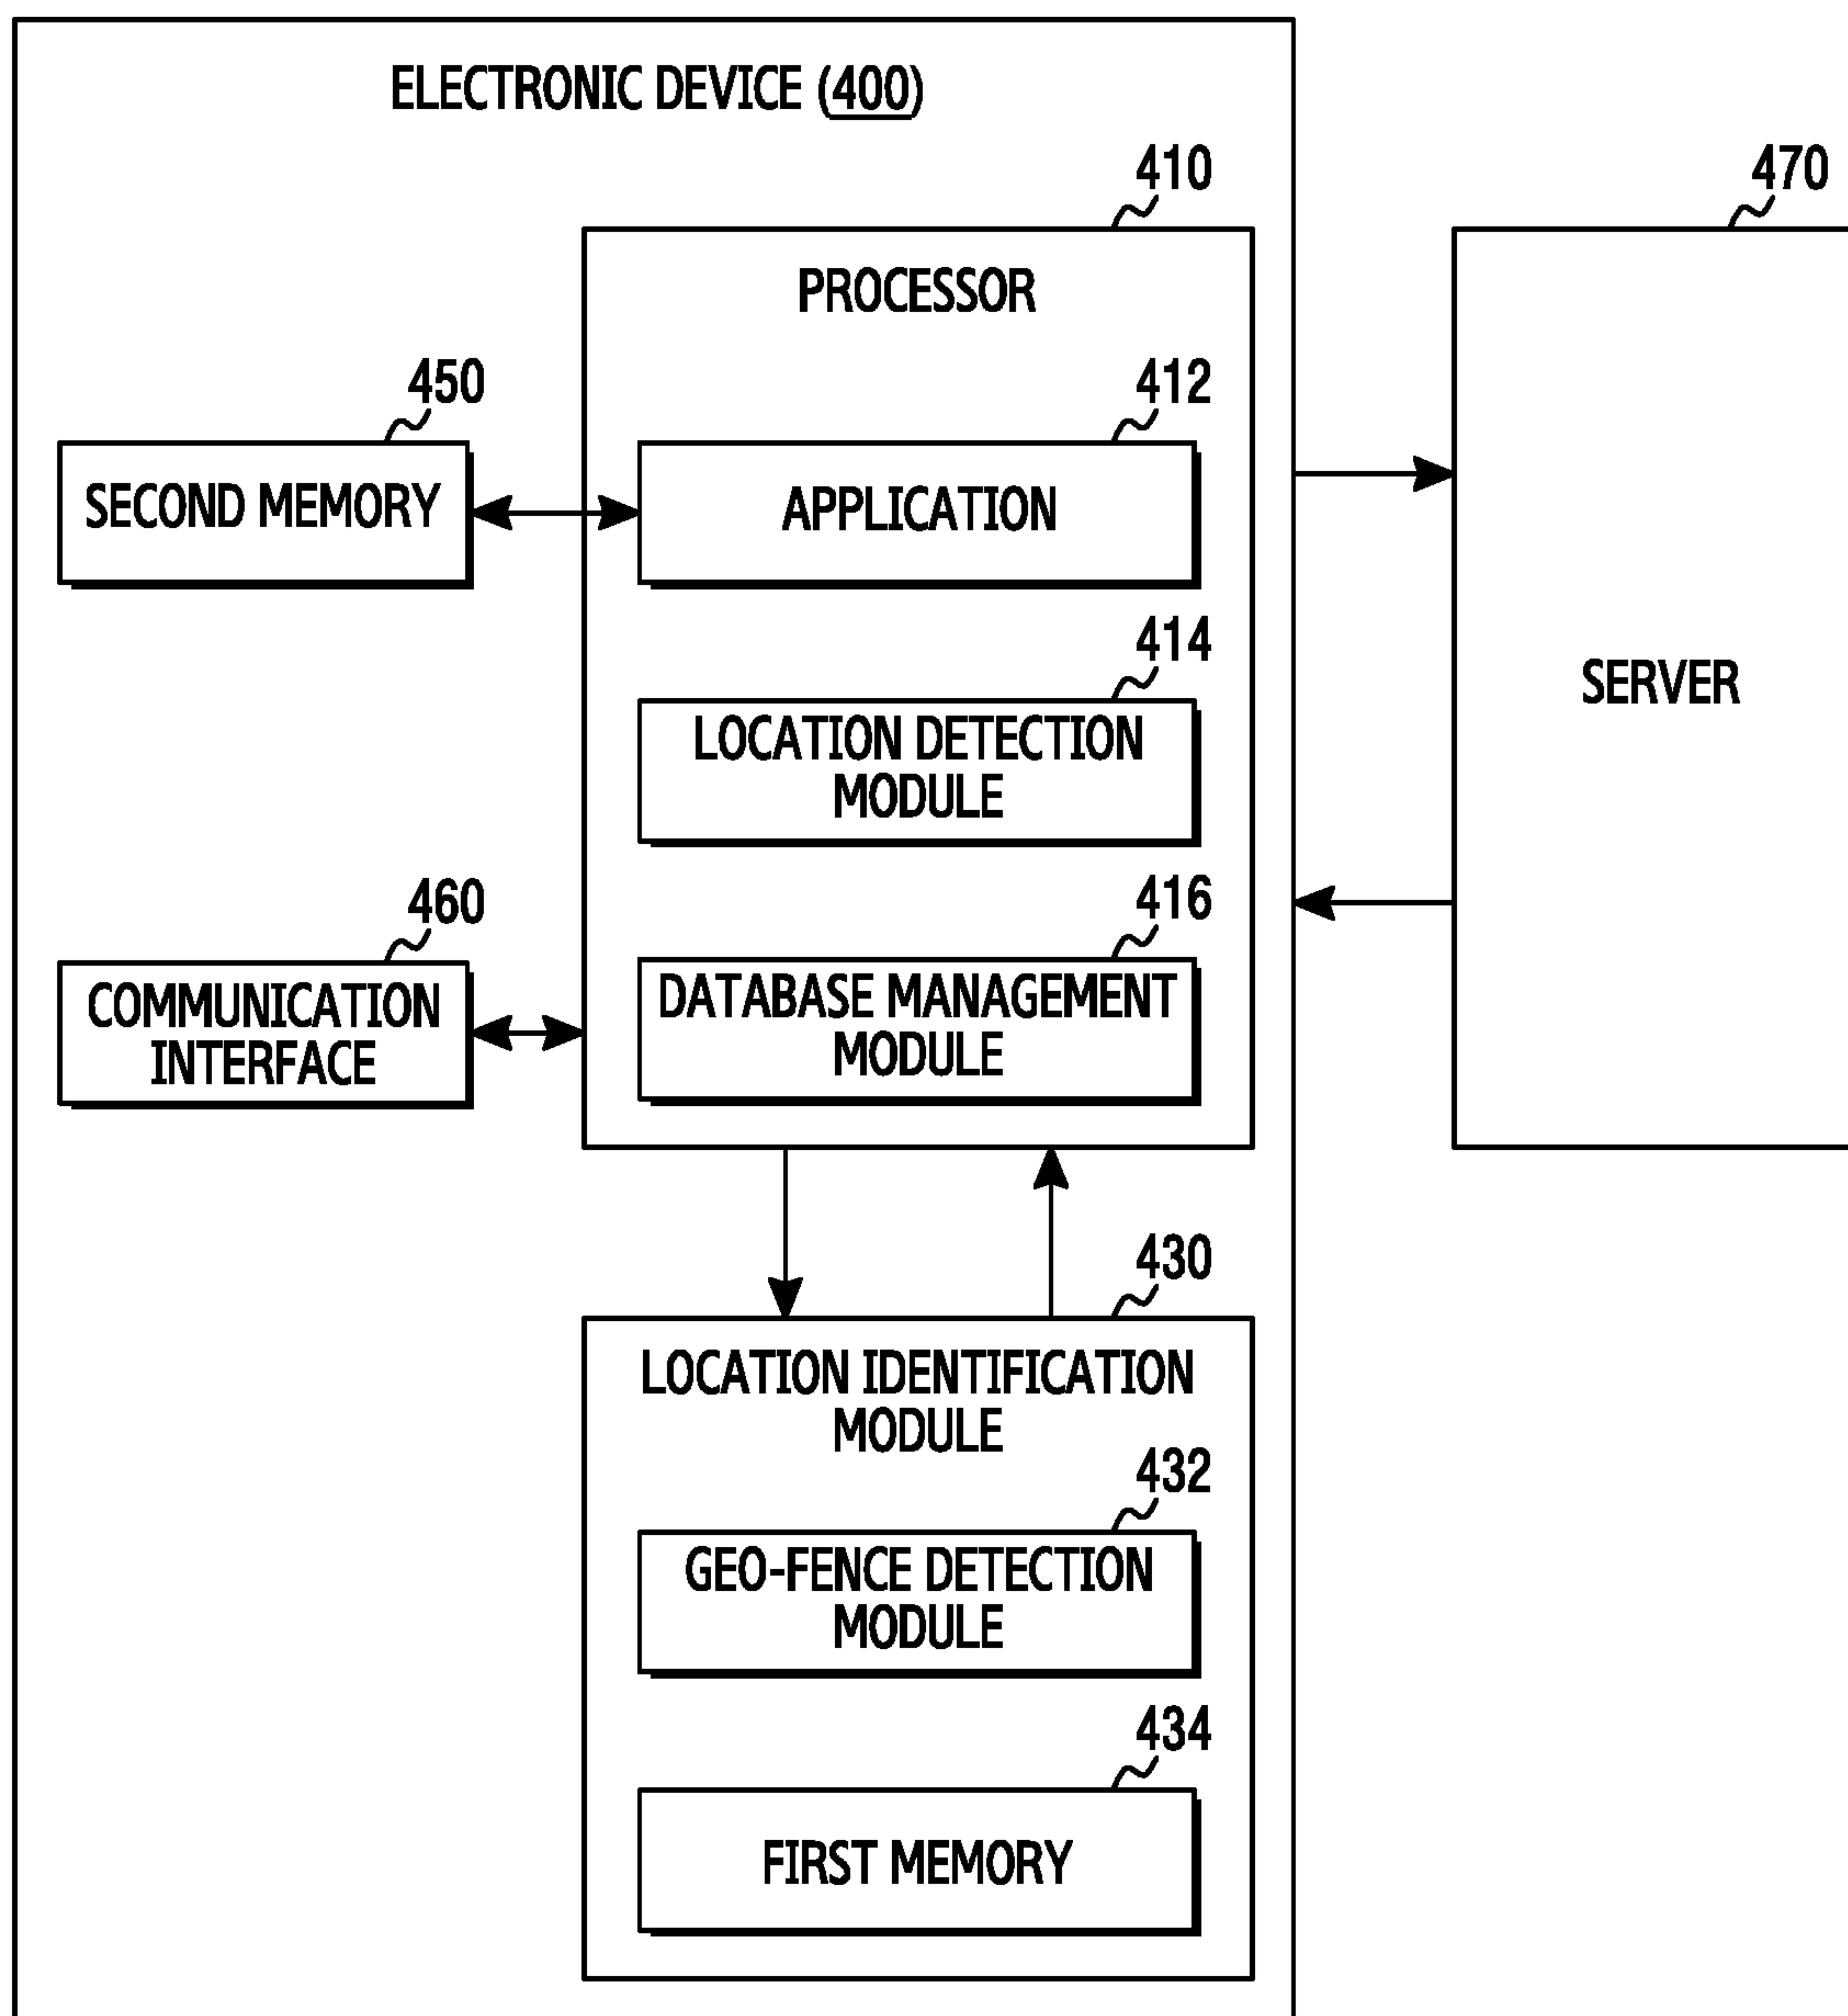 ELECTRONIC DEVICE (400)
410
470
PROCESSOR
450
412
SECOND MEMORY
APPLICATION
414
SERVER
LOCATION DETECTION
MODULE
460
416
COMMUNICATION
INTERFACE
DATABASE MANAGEMENT
MODULE
430
LOCATION IDENTIFICATION
MODULE
432
GEO-FENCE DETECTION
MODULE
434
FIRST MEMORY